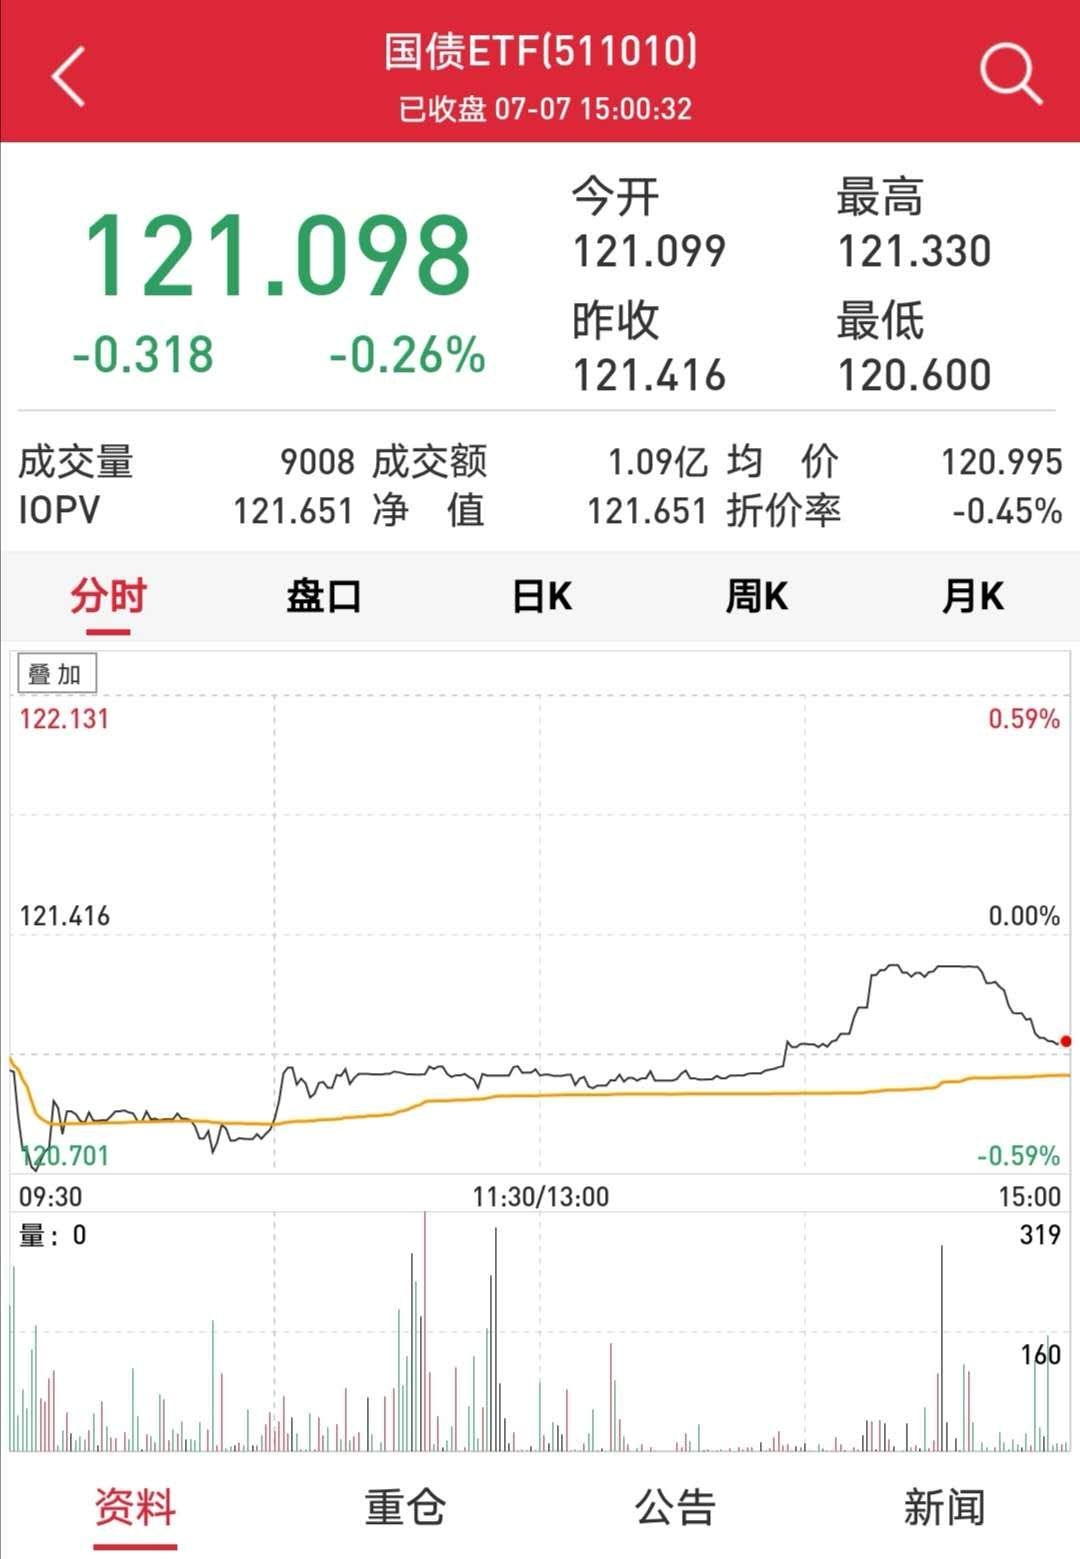 国债ETF(511010)
已收盘 07-07 15:00:32
121.098
-0.318 -0.26%
今开 最高
121.099 121.330
昨收 最低
121.416 120.600
成交量 9008 成交额 1.09亿 均 价 120.995
IOPV 121.651 净 值 121.651 折价率 -0.45%
分时 盘口 日K 周K 月K
叠加
122.131 0.59%
121.416 0.00%
120.701 -0.59%
09:30 11:30/13:00 15:00
量: 0 319
160
资料 重仓 公告 新闻